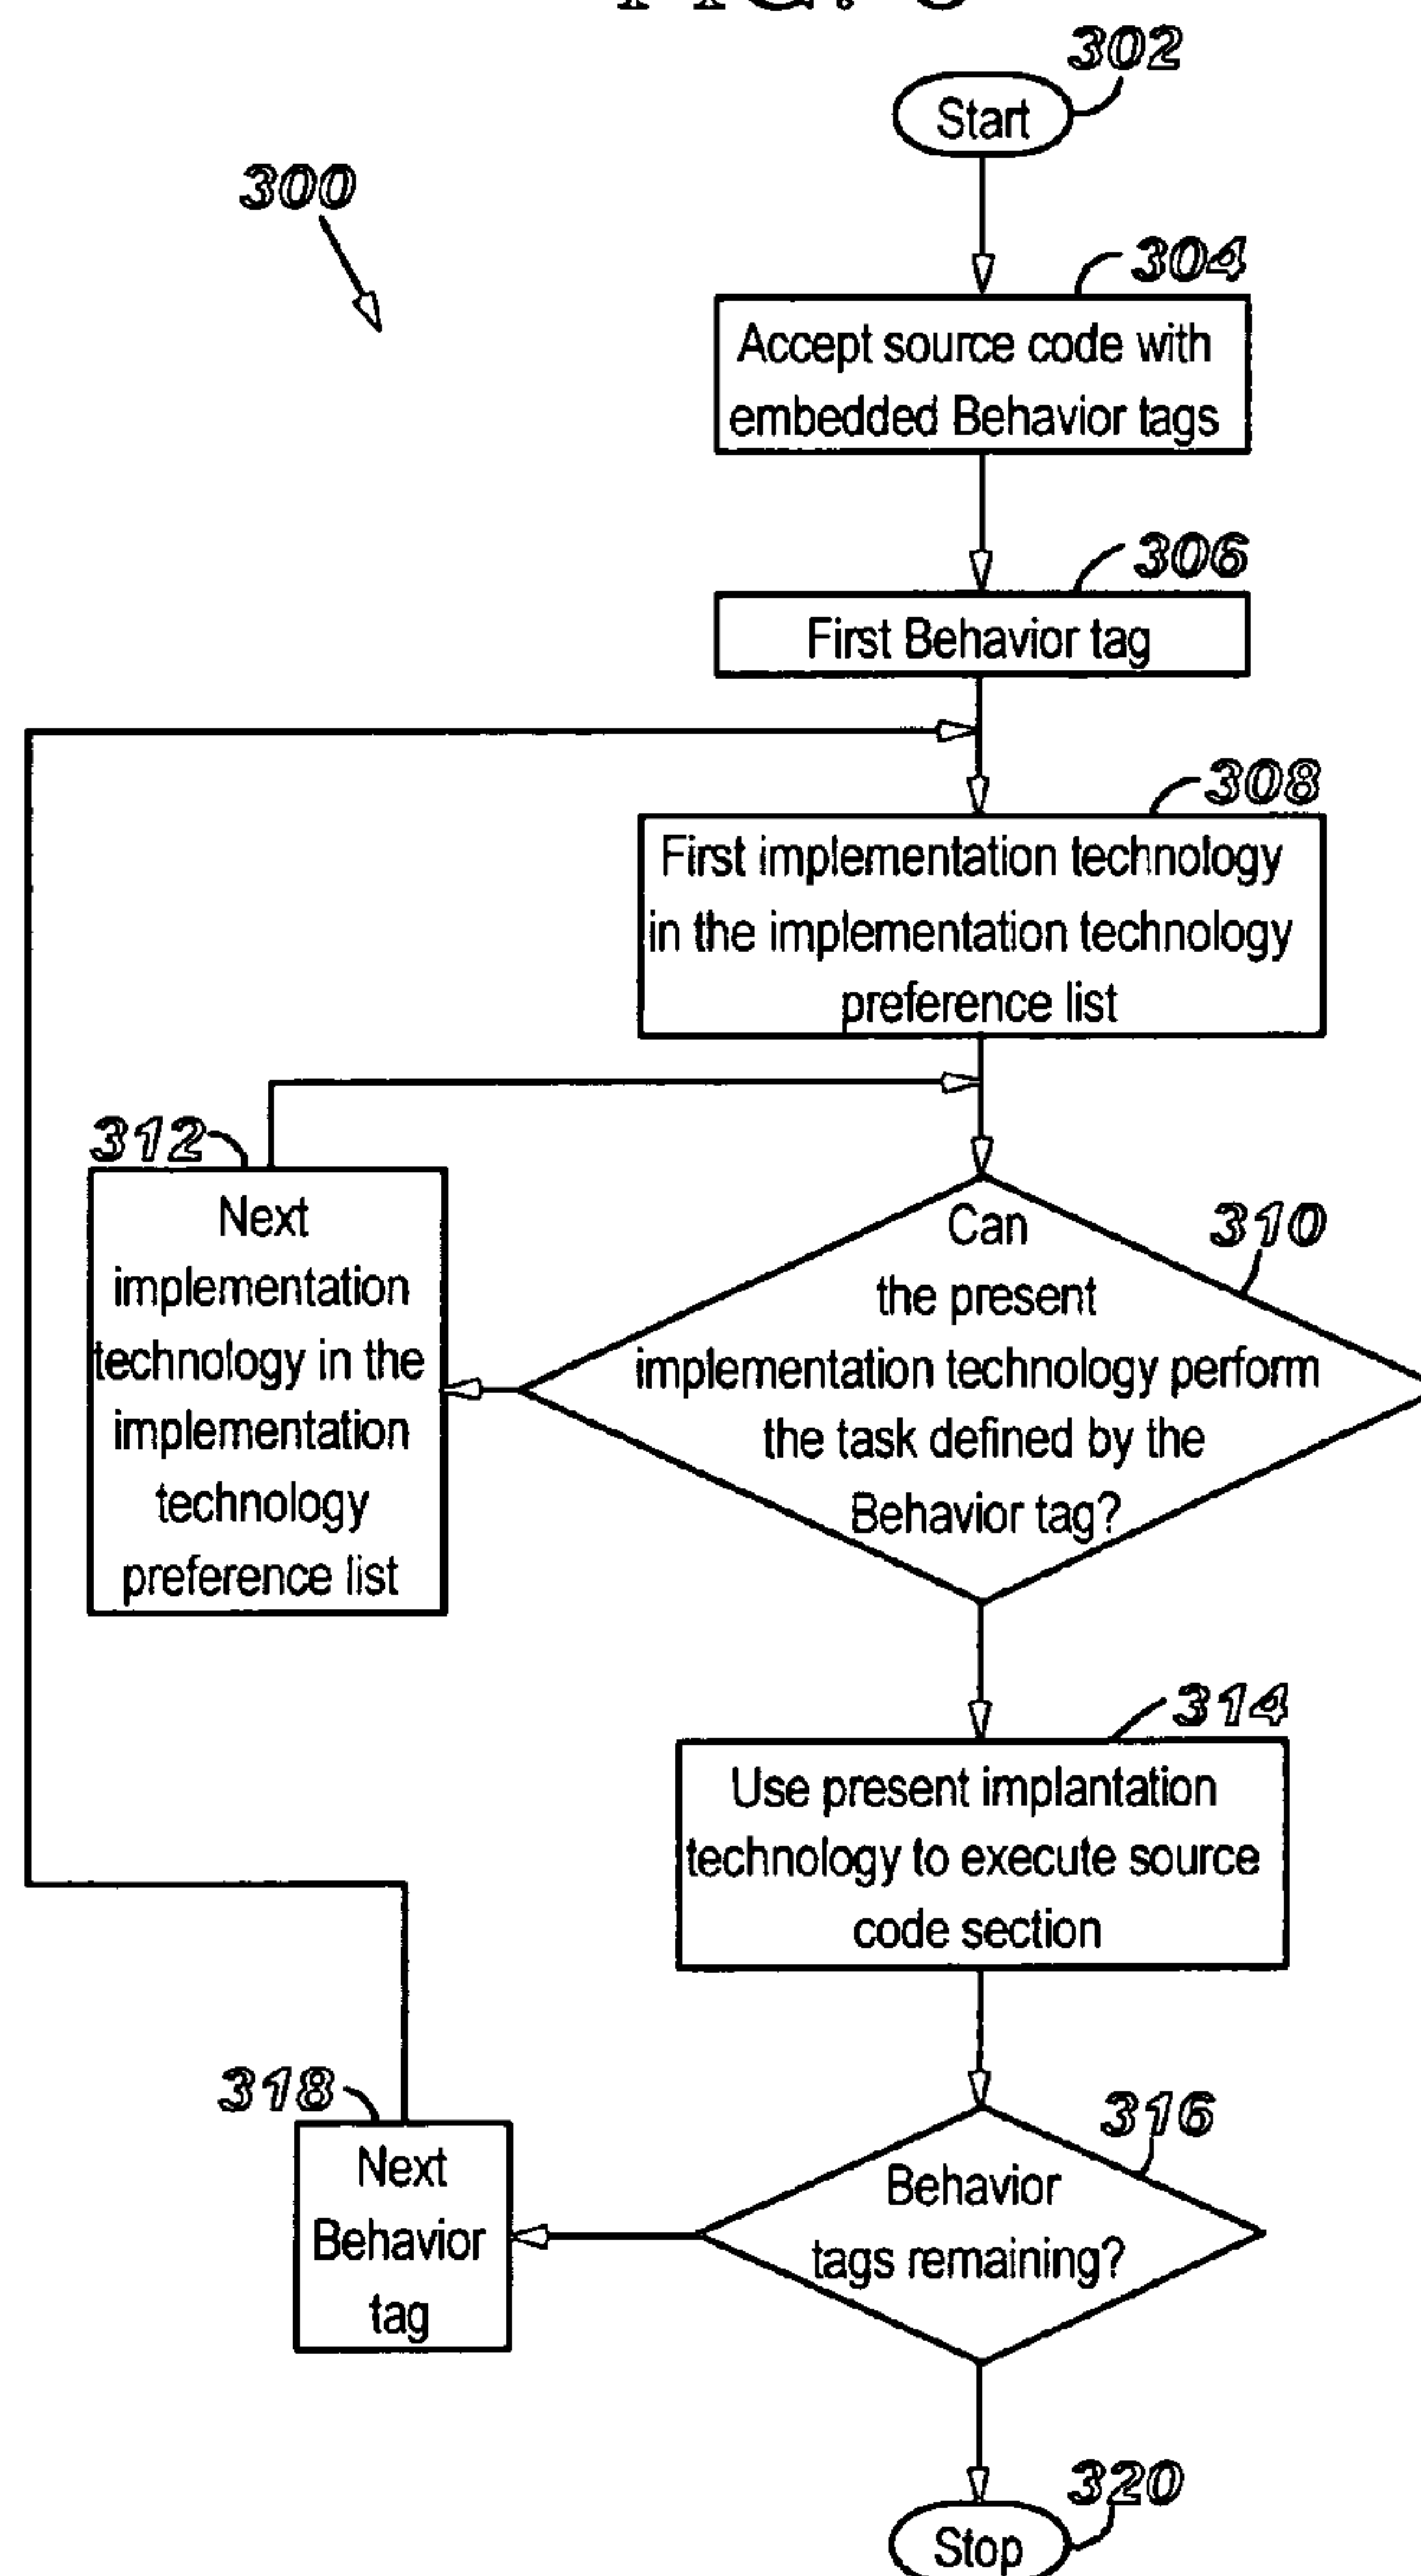 302
Start
300
304
Accept source code with
embedded Behavior tags
306
First Behavior tag
308
First implementation technology
in the implementation technology
preference list
312
Next
implementation
technology in the
implementation
technology
preference list
310
Can
the present
implementation technology perform
the task defined by the
Behavior tag?
314
Use present implantation
technology to execute source
code section
318
Next
Behavior
tag
316
Behavior
tags remaining?
320
Stop